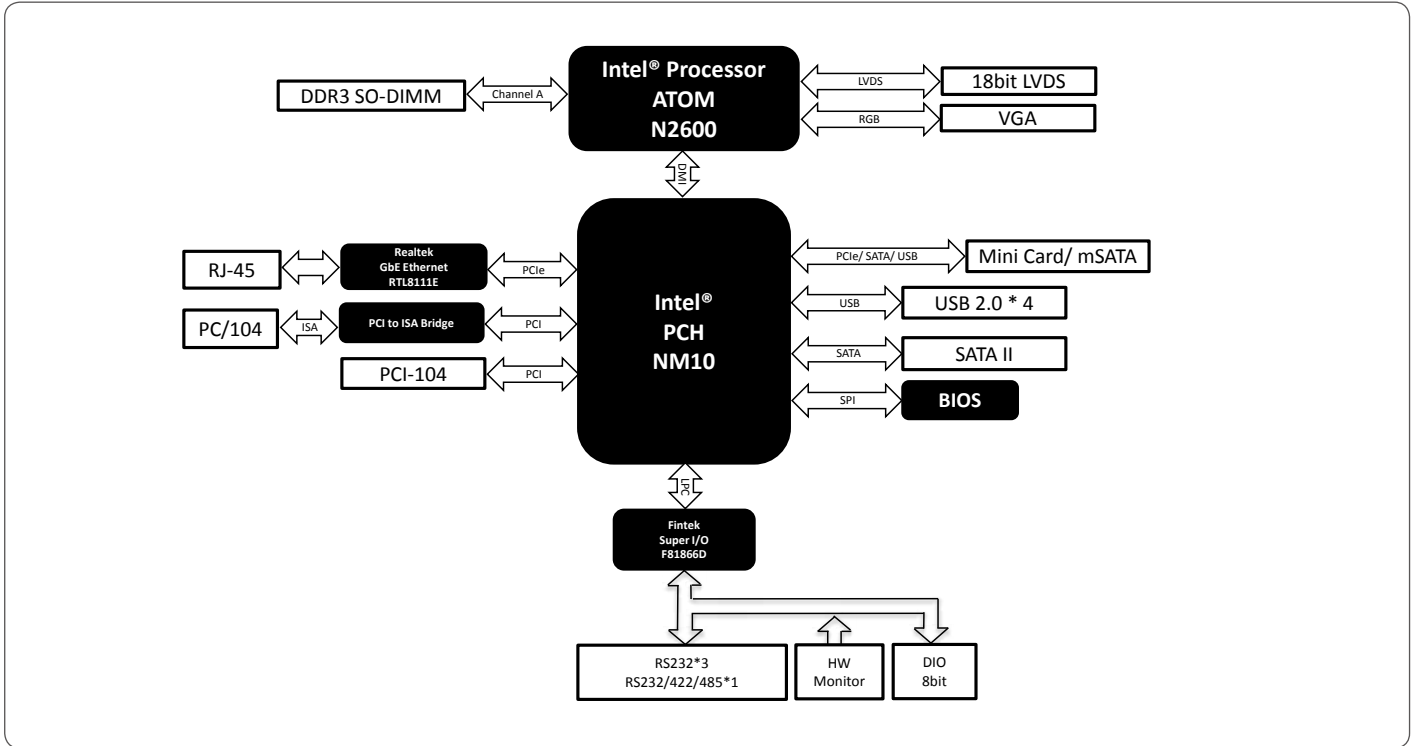 Intel® Processor
ATOM
N2600
DDR3 SO-DIMM
Channel A
LVDS
18bit LVDS
RGB
VGA
DMI
Intel®
PCH
NM10
RJ-45
Realtek
GbE Ethernet
RTL8111E
PCIe
PC/104
ISA
PCI to ISA Bridge
PCI
PCI-104
PCI
PCIe/ SATA/ USB
Mini Card/ mSATA
USB
USB 2.0 * 4
SATA
SATA II
SPI
BIOS
LPC
Fintek
Super I/O
F81866D
RS232*3
RS232/422/485*1
HW
Monitor
DIO
8bit